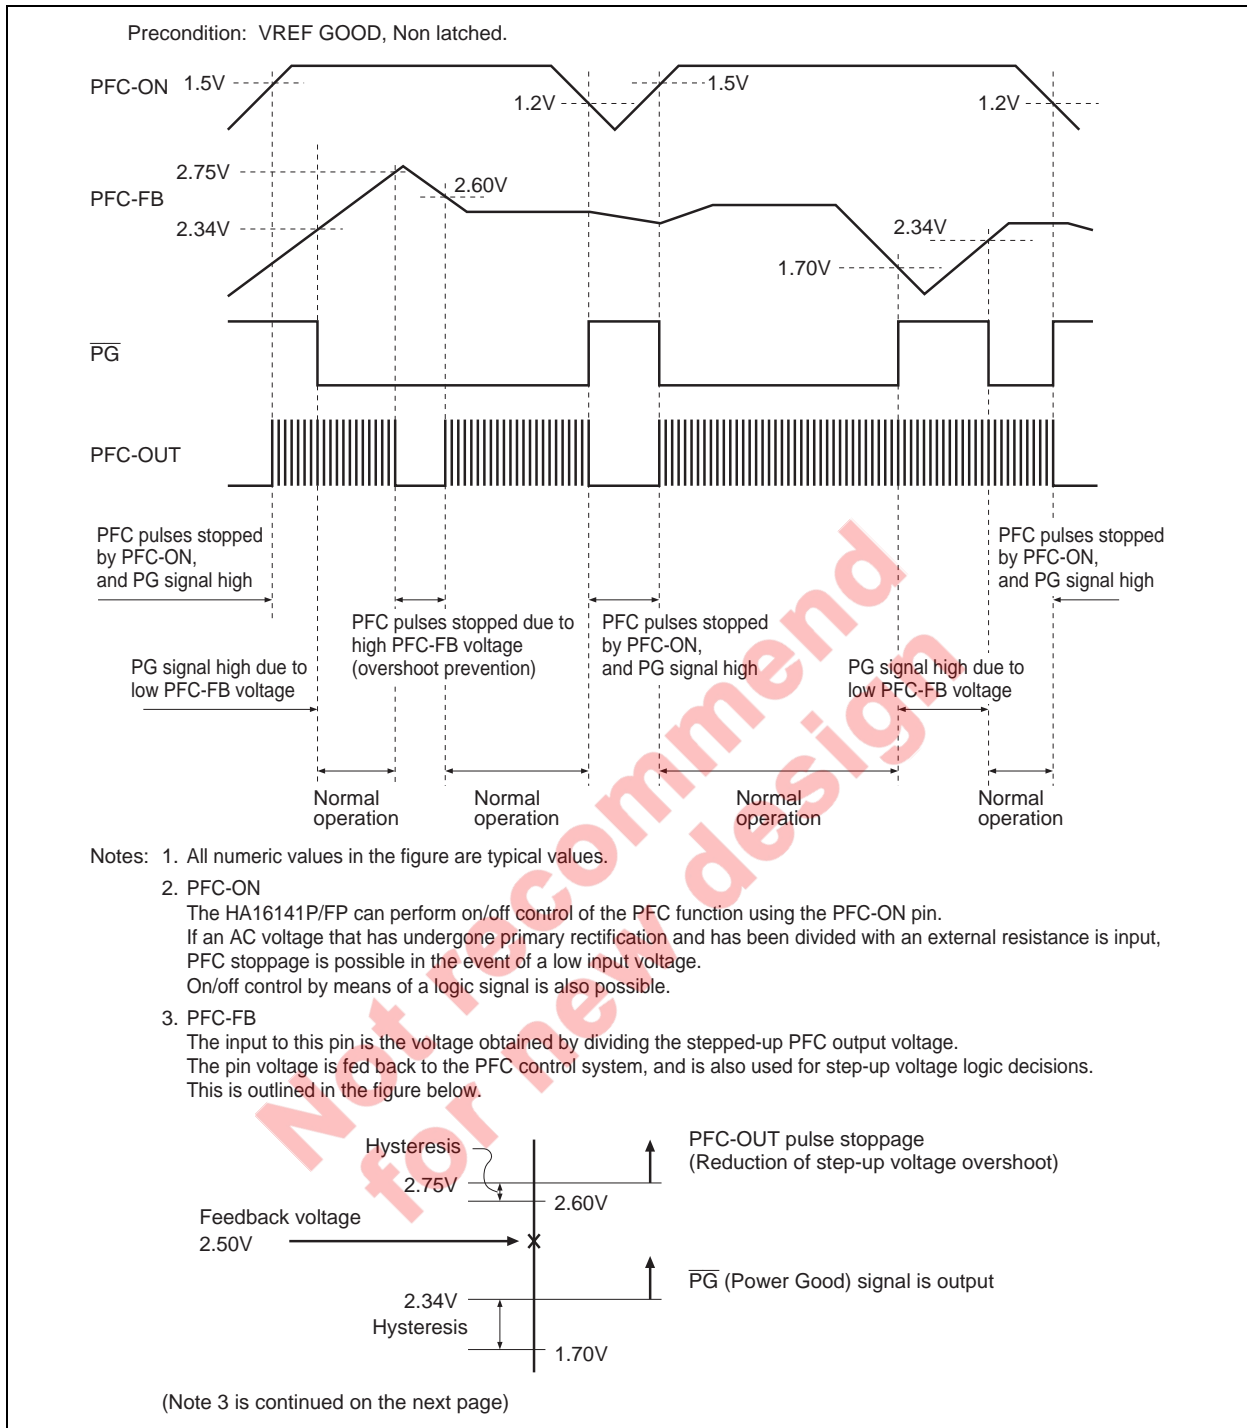 Precondition: VREF GOOD, Non latched.
PFC-ON 1.5V 1.2V 1.5V 1.2V
2.75V
PFC-FB 2.60V
2.34V 2.34V
1.70V
PG
PFC-OUT
PFC pulses stopped
by PFC-ON,
and PG signal high
PFC pulses stopped due to
high PFC-FB voltage
(overshoot prevention)
PFC pulses stopped
by PFC-ON,
and PG signal high
PFC pulses stopped
by PFC-ON,
and PG signal high
PG signal high due to
low PFC-FB voltage
PG signal high due to
low PFC-FB voltage
Normal
operation
Normal
operation
Normal
operation
Normal
operation
Notes: 1. All numeric values in the figure are typical values.
2. PFC-ON
The HA16141P/FP can perform on/off control of the PFC function using the PFC-ON pin.
If an AC voltage that has undergone primary rectification and has been divided with an external resistance is input,
PFC stoppage is possible in the event of a low input voltage.
On/off control by means of a logic signal is also possible.
3. PFC-FB
The input to this pin is the voltage obtained by dividing the stepped-up PFC output voltage.
The pin voltage is fed back to the PFC control system, and is also used for step-up voltage logic decisions.
This is outlined in the figure below.
Hysteresis
PFC-OUT pulse stoppage
(Reduction of step-up voltage overshoot)
2.75V
2.60V
Feedback voltage
2.50V
PG (Power Good) signal is output
2.34V
Hysteresis
1.70V
(Note 3 is continued on the next page)
Not recommend
for new design